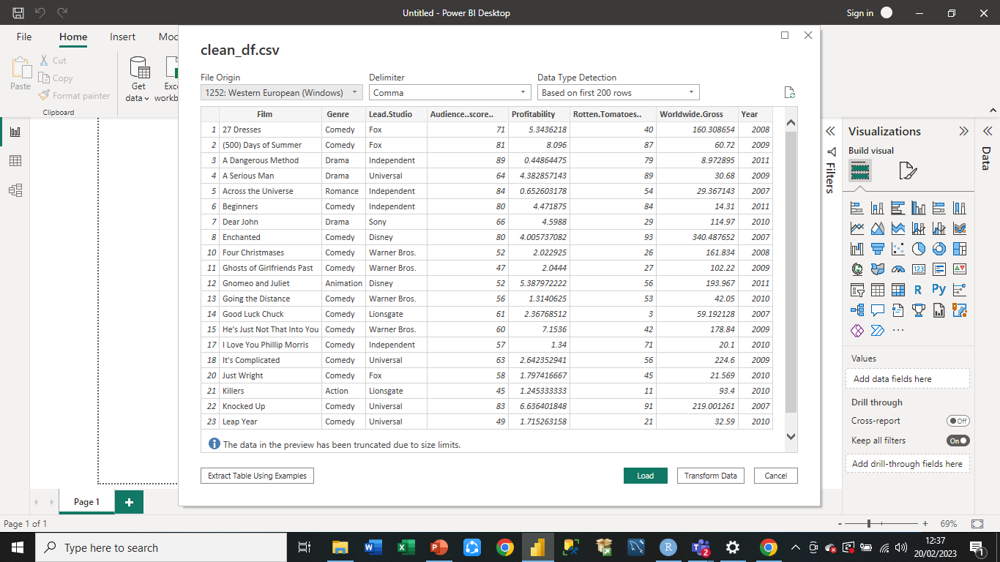 Untitled - Power BI Desktop
Sign in
File Home Insert Mod
Paste
Cut
Copy
Format painter
Clipboard
Get data
Exc workb
clean_df.csv
File Origin Delimiter Data Type Detection
1252: Western European (Windows) Comma Based on first 200 rows
Film Genre Lead.Studio Audience..score.. Profitability Rotten.Tomatoes.. Worldwide.Gross Year
1 27 Dresses Comedy Fox 71 5.3436218 40 160.308654 2008
2 (500) Days of Summer Comedy Fox 81 8.096 87 60.72 2009
3 A Dangerous Method Drama Independent 89 0.44864475 79 8.972895 2011
4 A Serious Man Drama Universal 64 4.382857143 89 30.68 2009
5 Across the Universe Romance Independent 84 0.652603178 54 29.367143 2007
6 Beginners Comedy Independent 80 4.471875 84 14.31 2011
7 Dear John Drama Sony 66 4.5988 29 114.97 2010
8 Enchanted Comedy Disney 80 4.005737082 93 340.487652 2007
10 Four Christmases Comedy Warner Bros. 52 2.022925 26 161.834 2008
11 Ghosts of Girlfriends Past Comedy Warner Bros. 47 2.0444 27 102.22 2009
12 Gnomeo and Juliet Animation Disney 52 5.387972222 56 193.967 2011
13 Going the Distance Comedy Warner Bros. 56 1.3140625 53 42.05 2010
14 Good Luck Chuck Comedy Lionsgate 61 2.36768512 3 59.192128 2007
15 He's Just Not That Into You Comedy Warner Bros. 60 7.1536 42 178.84 2009
17 I Love You Phillip Morris Comedy Independent 57 1.34 71 20.1 2010
18 It's Complicated Comedy Universal 63 2.642352941 56 224.6 2009
20 Just Wright Comedy Fox 58 1.797416667 45 21.569 2010
21 Killers Action Lionsgate 45 1.245333333 11 93.4 2010
22 Knocked Up Comedy Universal 83 6.636401848 91 219.001261 2007
23 Leap Year Comedy Universal 49 1.715263158 21 32.59 2010
The data in the preview has been truncated due to size limits.
Extract Table Using Examples Load Transform Data Cancel
Filters
Visualizations
Build visual
123
R Py
Values
Add data fields here
Drill through
Cross-report Off
Keep all filters On
Add drill-through fields here
Data
Page 1
Page 1 of 1
69%
Type here to search
12:37
20/02/2023